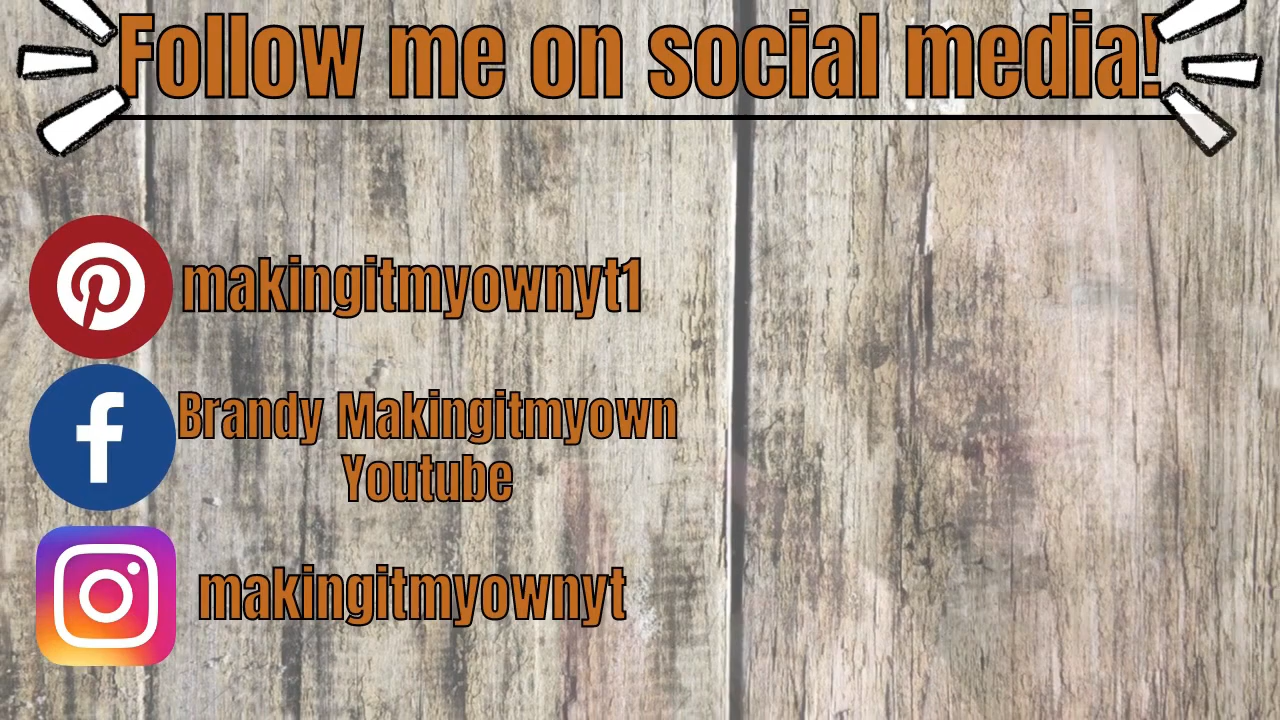 Follow me on social media!
makingitmyownyt1
Brandy Makingitmyown
Youtube
makingitmyownyt